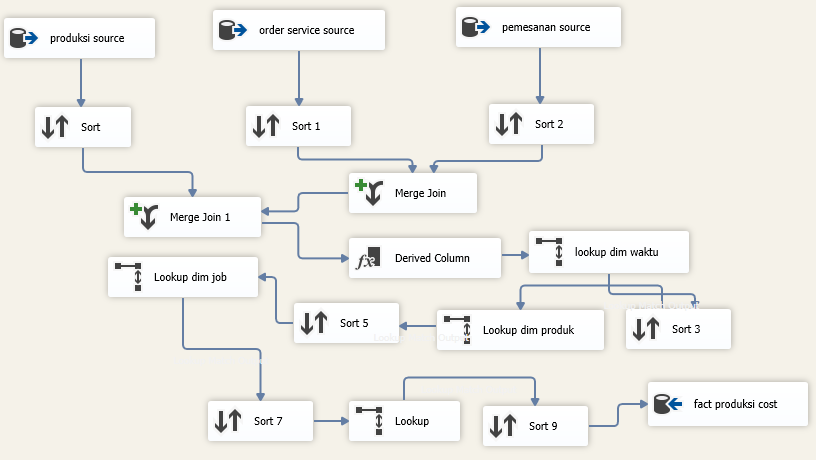 produksi source
order service source
pemesanan source
Sort
Sort 1
Sort 2
Merge Join
Merge Join 1
Derived Column
lookup dim waktu
Lookup dim job
Sort 5
Lookup dim produk
Sort 3
Sort 7
Lookup
Sort 9
fact produksi cost